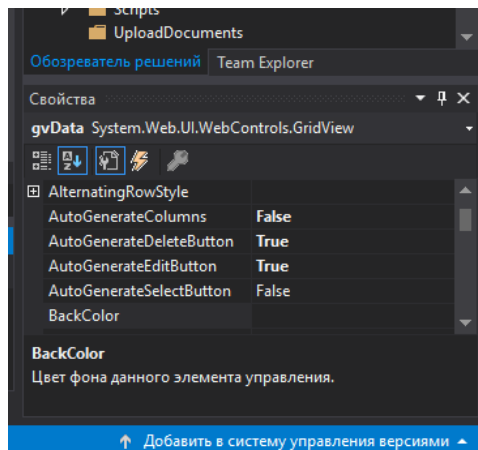 Scripts
UploadDocuments
Обозреватель решений Team Explorer
Свойства
gvData System.Web.UI.WebControls.GridView
AlternatingRowStyle
AutoGenerateColumns False
AutoGenerateDeleteButton True
AutoGenerateEditButton True
AutoGenerateSelectButton False
BackColor
BackColor
Цвет фона данного элемента управления.
Добавить в систему управления версиями